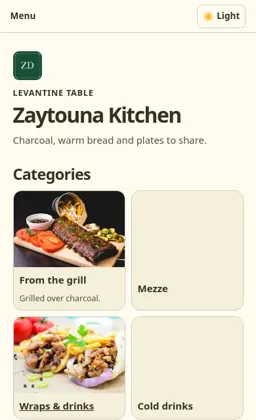 Menu
☀️ Light
ZD
LEVANTINE TABLE
Zaytouna Kitchen
Charcoal, warm bread and plates to share.
Categories
From the grill
Grilled over charcoal.
Mezze
Wraps & drinks
Cold drinks